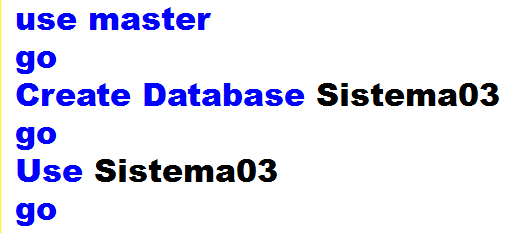 use master
go
Create Database Sistema03
go
Use Sistema03
go